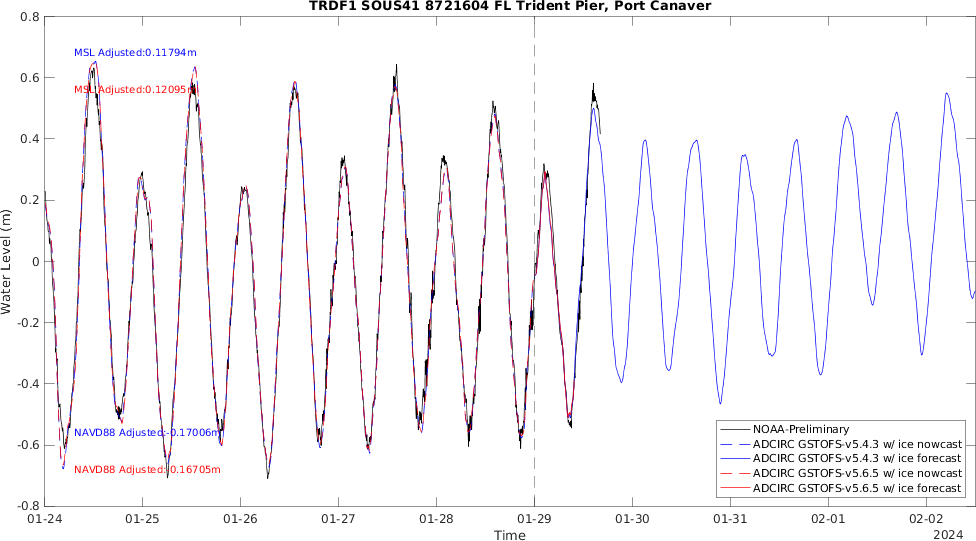 TRDF1 SOUS41 8721604 FL Trident Pier, Port Canaver
0.8
0.6
0.4
0.2
0
-0.2
-0.4
-0.6
-0.8
Water Level (m)
MSL Adjusted:0.11794m
MSL Adjusted:0.12095m
NAVD88 Adjusted:-0.17006m
NAVD88 Adjusted:-0.16705m
NOAA-Preliminary
ADCIRC GSTOFS-v5.4.3 w/ ice nowcast
ADCIRC GSTOFS-v5.4.3 w/ ice forecast
ADCIRC GSTOFS-v5.6.5 w/ ice nowcast
ADCIRC GSTOFS-v5.6.5 w/ ice forecast
01-24 01-25 01-26 01-27 01-28 01-29 01-30 01-31 02-01 02-02
Time
2024